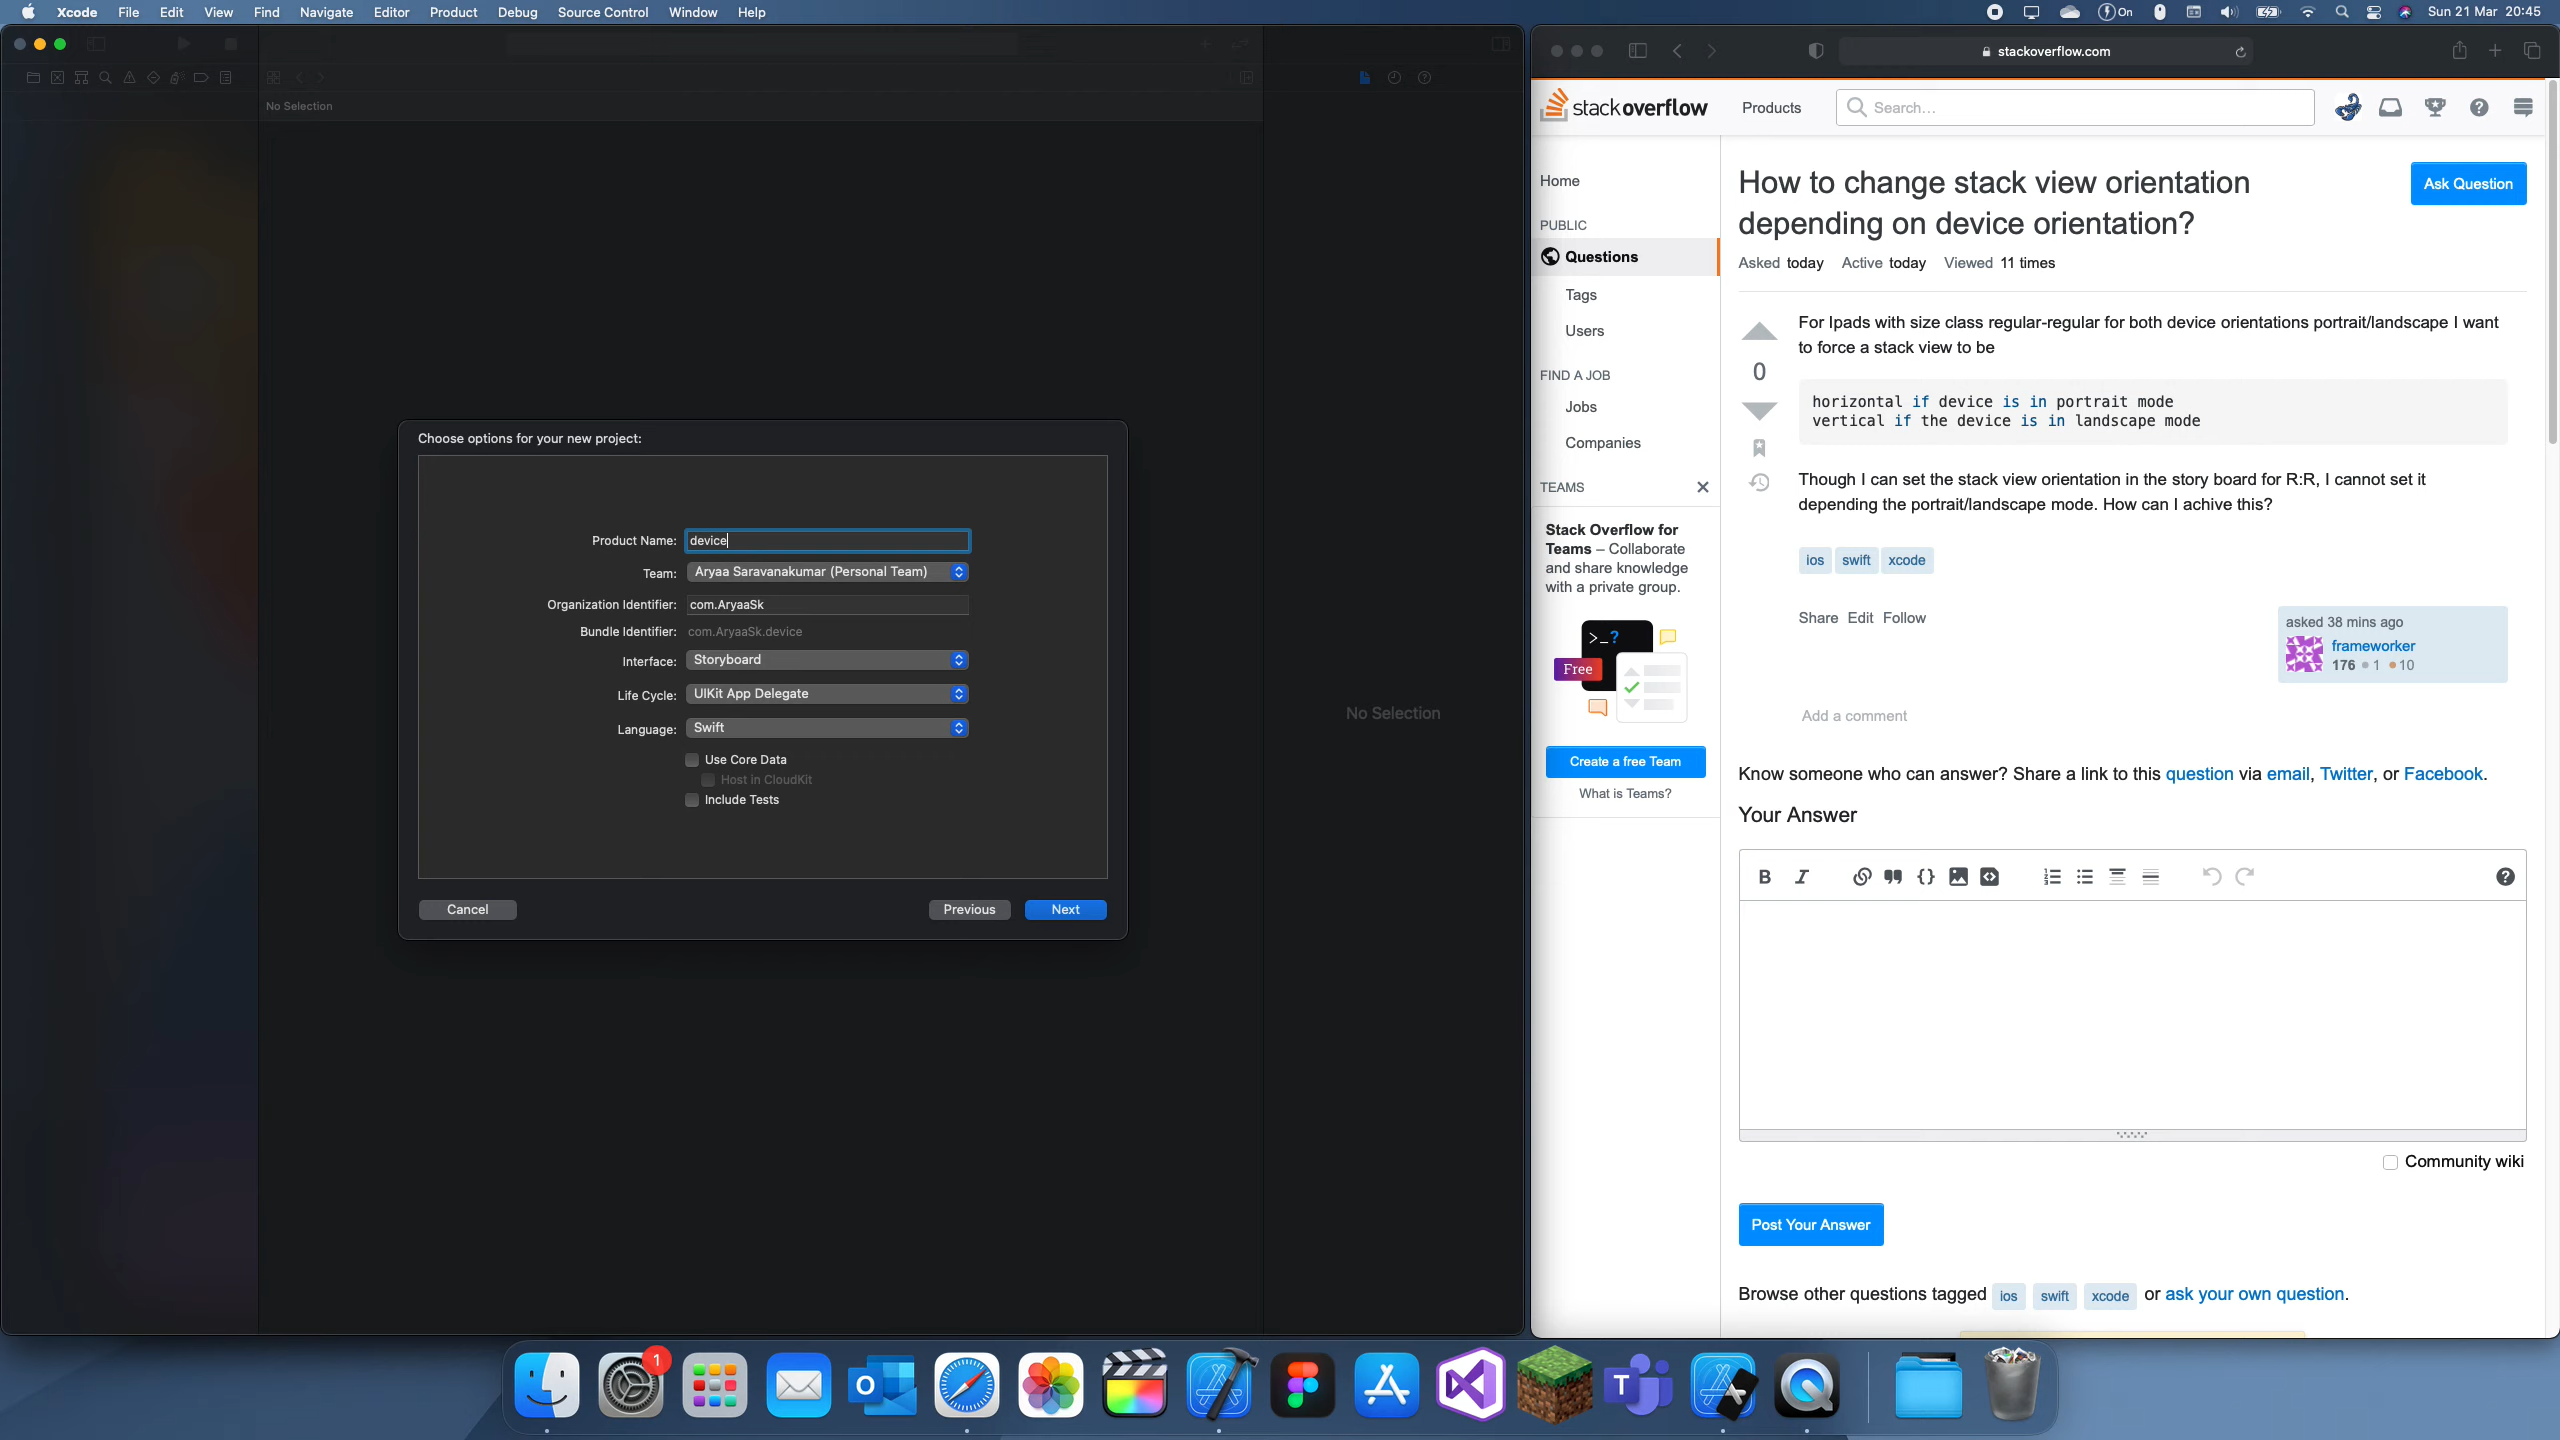 Xcode File Edit View Find Navigate Editor Product Debug Source Control Window Help
On
Sun 21 Mar 20:45
No Selection
Choose options for your new project:
Product Name: device
Team: Aryaa Saravanakumar (Personal Team)
Organization Identifier: com.AryaaSk
Bundle Identifier: com.AryaaSk.device
Interface: Storyboard
Life Cycle: UIKit App Delegate
Language: Swift
Use Core Data
Host in CloudKit
Include Tests
Cancel
Previous
Next
No Selection
stackoverflow.com
stackoverflow
Products
Search...
Home
PUBLIC
Questions
Tags
Users
FIND A JOB
Jobs
Companies
TEAMS
Stack Overflow for
Teams – Collaborate
and share knowledge
with a private group.
>_?
Free
Create a free Team
What is Teams?
How to change stack view orientation
depending on device orientation?
Ask Question
Asked today Active today Viewed 11 times
For Ipads with size class regular-regular for both device orientations portrait/landscape I want
to force a stack view to be
0
horizontal if device is in portrait mode
vertical if the device is in landscape mode
Though I can set the stack view orientation in the story board for R:R, I cannot set it
depending the portrait/landscape mode. How can I achive this?
ios swift xcode
Share Edit Follow
asked 38 mins ago
frameworker
176 1 10
Add a comment
Know someone who can answer? Share a link to this question via email, Twitter, or Facebook.
Your Answer
B I
Community wiki
Post Your Answer
Browse other questions tagged ios swift xcode or ask your own question.
1
O
T